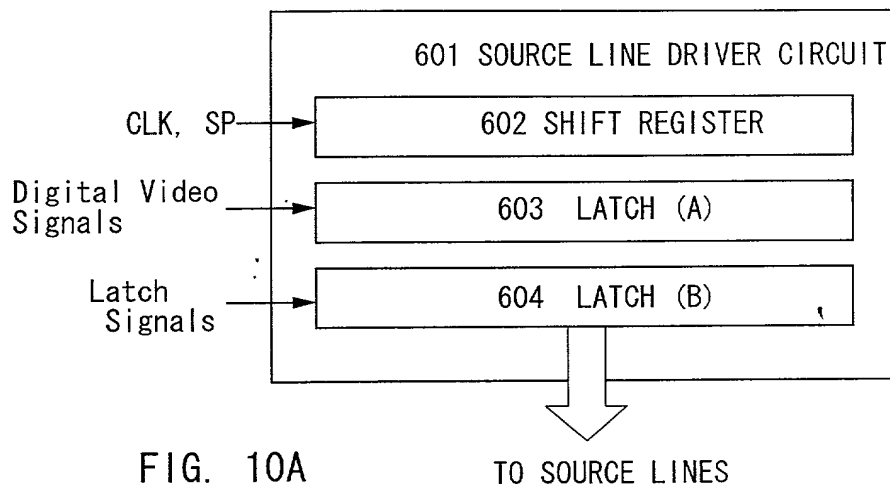 601 SOURCE LINE DRIVER CIRCUIT
CLK, SP
602 SHIFT REGISTER
Digital Video
Signals
603 LATCH (A)
Latch
Signals
604 LATCH (B)
FIG. 10A
TO SOURCE LINES